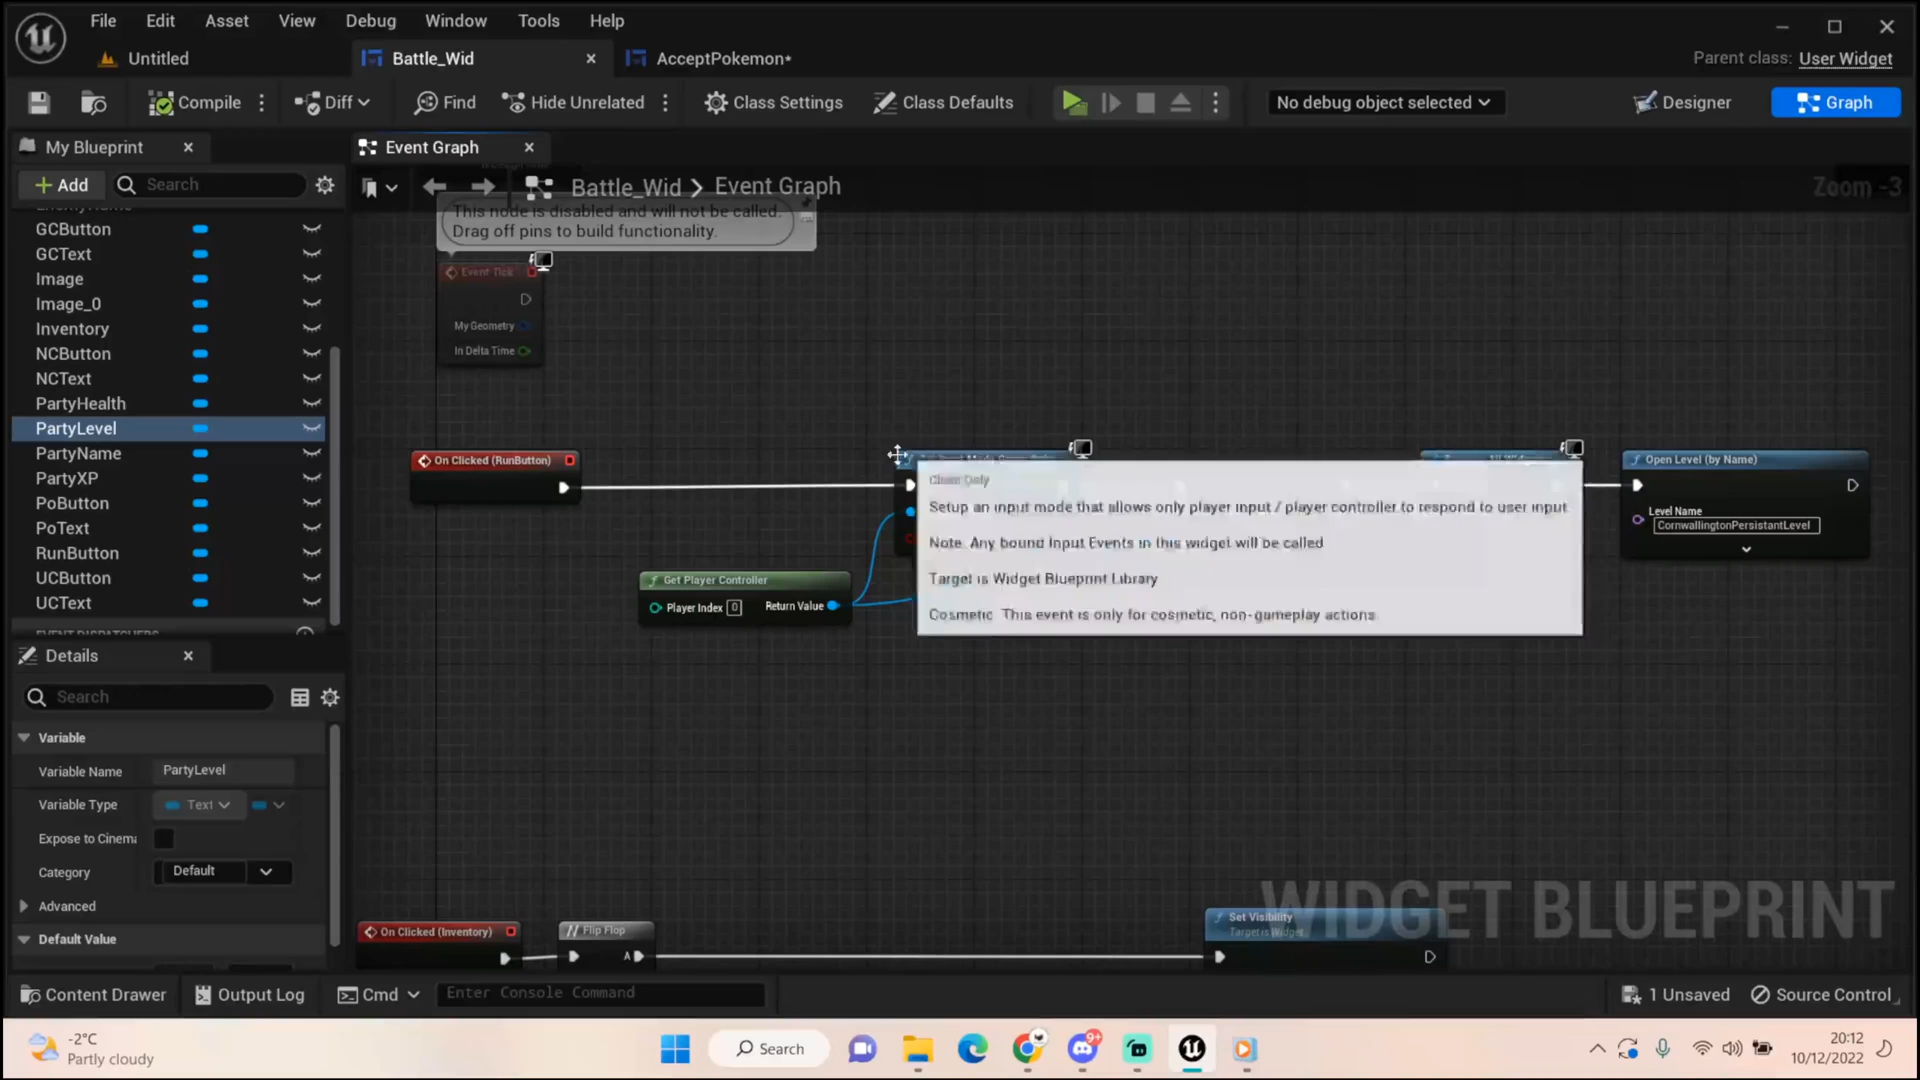 File Edit Asset View Debug Window Tools Help
Untitled Battle_Wid AcceptPokemon*
Parent class: User Widget
Compile Diff Find Hide Unrelated Class Settings Class Defaults No debug object selected Designer Graph
My Blueprint
Event Graph
Add Search
Battle_Wid > Event Graph
Zoom -3
GCButton
GCText
Image
Image_0
Inventory
NCButton
NCText
PartyHealth
PartyLevel
PartyName
PartyXP
PoButton
PoText
RunButton
UCButton
UCText
EVENT DISPATCHERS
Details
Search
Variable
Variable Name PartyLevel
Variable Type Text
Expose to Cinema
Category Default
Advanced
Default Value
This node is disabled and will not be called.
Drag off pins to build functionality.
Event Tick
My Geometry
In Delta Time
On Clicked (RunButton)
Get Player Controller
Player Index 0 Return Value
Setup an input mode that allows only player input / player controller to respond to user input
Note: Any bound Input Events in this widget will be called
Target is Widget Blueprint Library
Cosmetic. This event is only for cosmetic, non-gameplay actions.
Open Level (by Name)
Level Name
CornwallingtonPersistantLevel
On Clicked (Inventory)
Flip Flop
A
Set Visibility
Target is Widget
WIDGET BLUEPRINT
Content Drawer Output Log Cmd Enter Console Command
1 Unsaved Source Control
-2°C
Partly cloudy
Search
9+
20:12
10/12/2022